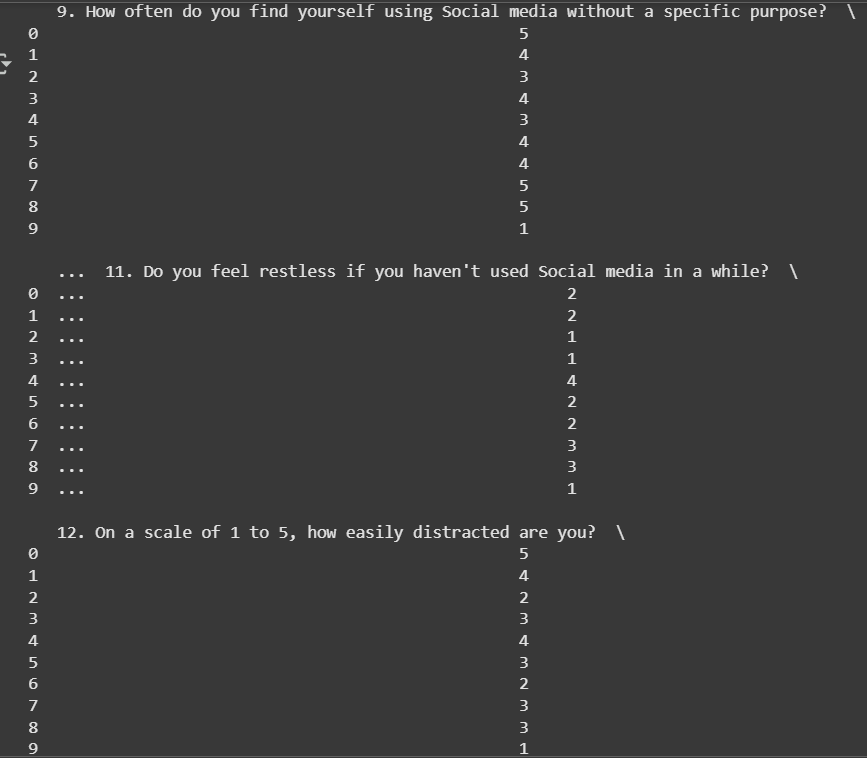 9. How often do you find yourself using Social media without a specific purpose? \
0 5
1 4
2 3
3 4
4 3
5 4
6 4
7 5
8 5
9 1
... 11. Do you feel restless if you haven't used Social media in a while? \
0 ... 2
1 ... 2
2 ... 1
3 ... 1
4 ... 4
5 ... 2
6 ... 2
7 ... 3
8 ... 3
9 ... 1
12. On a scale of 1 to 5, how easily distracted are you? \
0 5
1 4
2 2
3 3
4 4
5 3
6 2
7 3
8 3
9 1